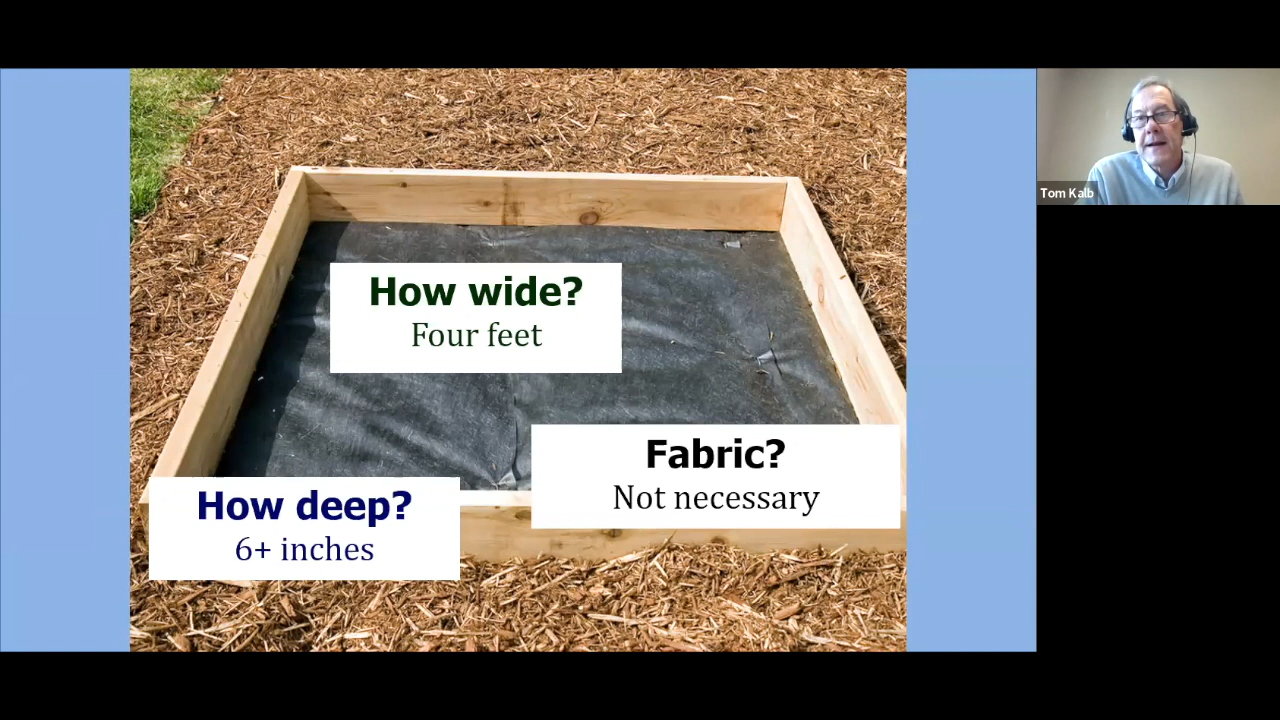 How wide?
Four feet
Fabric?
Not necessary
How deep?
6+ inches
Tom Kalb